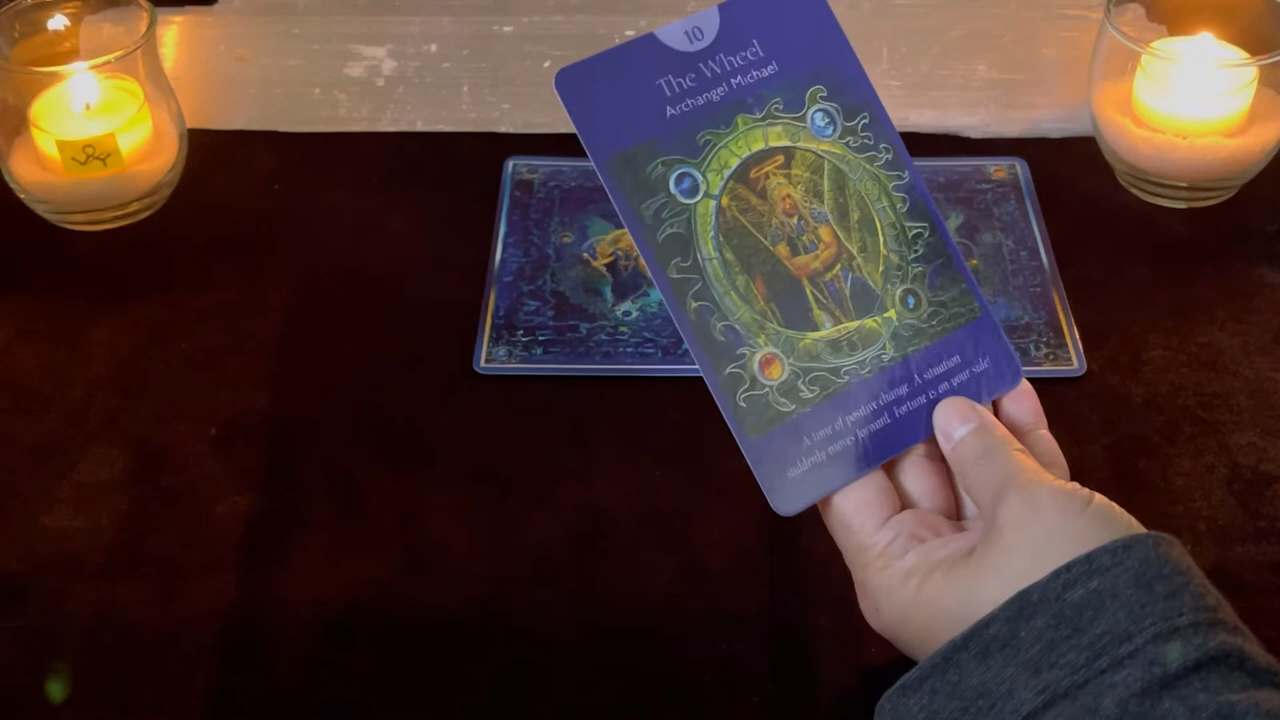 10
The Wheel
Archangel Michael
A time of positive change. A situation
suddenly moves forward. Fortune is on your side!